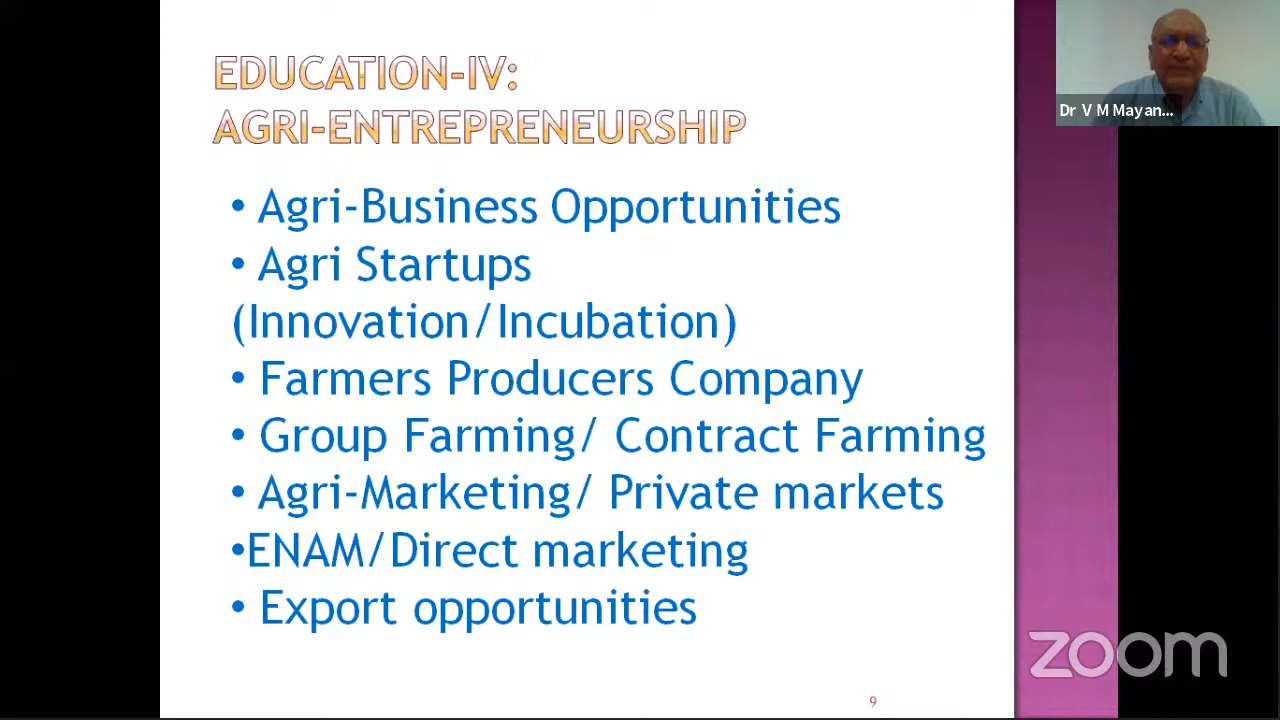 EDUCATION-IV:
AGRI-ENTREPRENEURSHIP
• Agri-Business Opportunities
• Agri Startups
(Innovation/Incubation)
• Farmers Producers Company
• Group Farming/ Contract Farming
• Agri-Marketing/ Private markets
•ENAM/Direct marketing
• Export opportunities
9
Dr V M Mayan...
zoom